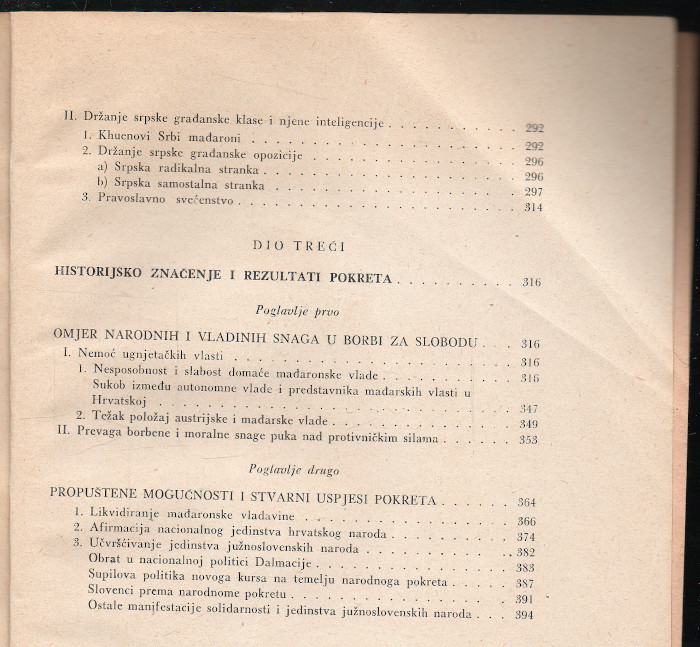 II. Držanje srpske građanske klase i njene inteligencije . . . . . . . . . . 292
1. Khuenovi Srbi mađaroni . . . . . . . . . . . . . . . . . . 292
2. Držanje srpske građanske opozicije . . . . . . . . . . . . . . 296
a) Srpska radikalna stranka . . . . . . . . . . . . . . . . . 296
b) Srpska samostalna stranka . . . . . . . . . . . . . . . . . 297
3. Pravoslavno svećenstvo . . . . . . . . . . . . . . . . . . . 314
DIO TREĆI
HISTORIJSKO ZNAČENJE I REZULTATI POKRETA . . . . . . . . . . 316
Poglavlje prvo
OMJER NARODNIH I VLADINIH SNAGA U BORBI ZA SLOBODU . . . 316
I. Nemoć ugnjetačkih vlasti . . . . . . . . . . . . . . . . . . . 316
1. Nesposobnost i slabost domaće mađaronske vlade . . . . . . . . . 316
Sukob između autonomne vlade i predstavnika mađarskih vlasti u
Hrvatskoj . . . . . . . . . . . . . . . . . . . . . . . . 347
2. Težak položaj austrijske i mađarske vlade . . . . . . . . . . . . 349
II. Prevaga borbene i moralne snage puka nad protivničkim silama . . . . . . 353
Poglavlje drugo
PROPUŠTENE MOGUĆNOSTI I STVARNI USPJESI POKRETA . . . . . . 364
1. Likvidiranje mađaronske vladavine . . . . . . . . . . . . . . . 366
2. Afirmacija nacionalnog jedinstva hrvatskog naroda . . . . . . . . . 374
3. Učvršćivanje jedinstva južnoslovenskih naroda . . . . . . . . . . . 382
Obrat u nacionalnoj politici Dalmacije . . . . . . . . . . . . . 383
Supilova politika novoga kursa na temelju narodnoga pokreta . . . . . 387
Slovenci prema narodnome pokretu . . . . . . . . . . . . . . . 391
Ostale manifestacije solidarnosti i jedinstva južnoslovenskih naroda . . . 394